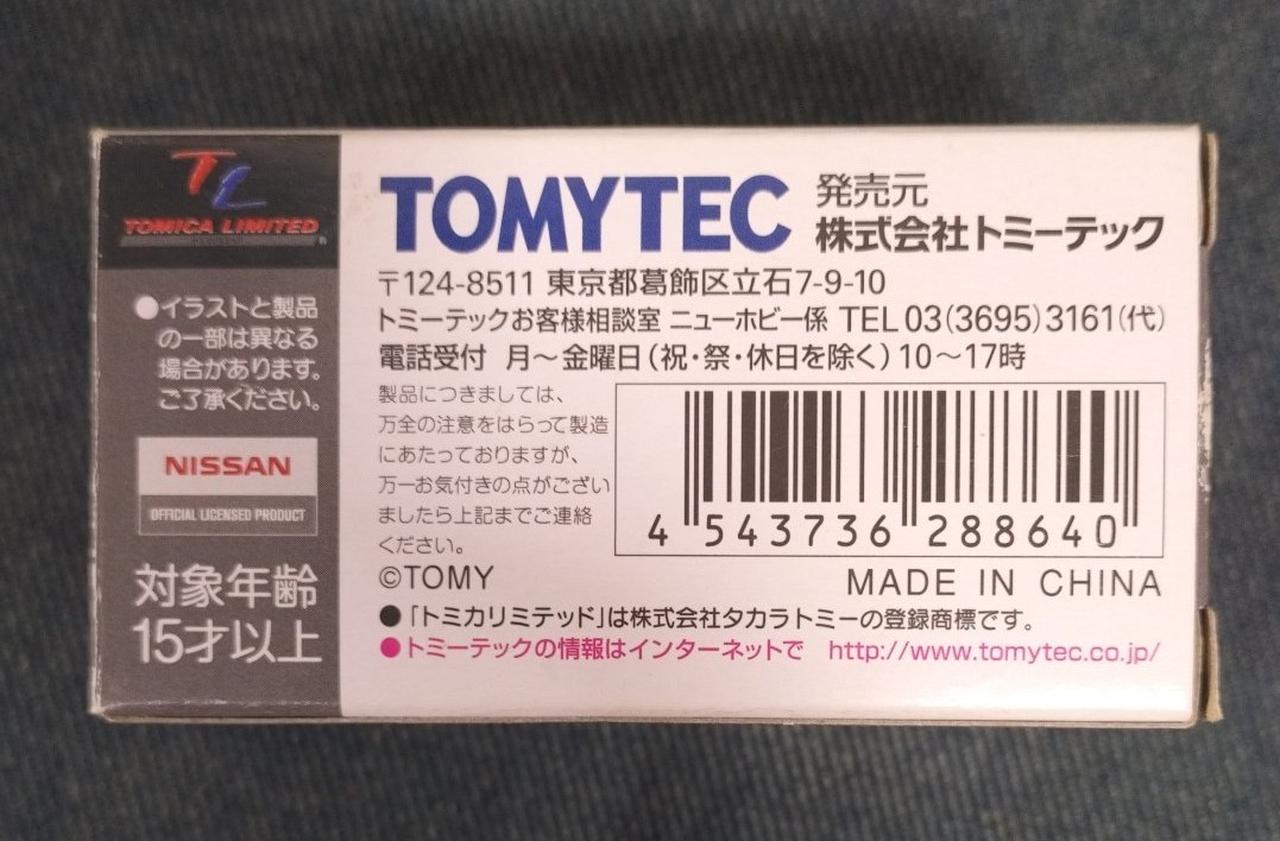 TL
TOMICA LIMITED
●イラストと製品
の一部は異なる
場合があります。
ご了承ください。
NISSAN
OFFICIAL LICENSED PRODUCT
対象年齢
15才以上
TOMYTEC
発売元
株式会社トミーテック
〒124-8511 東京都葛飾区立石7-9-10
トミーテックお客様相談室 ニューホビー係 TEL 03(3695)3161(代)
電話受付 月〜金曜日(祝・祭・休日を除く)10〜17時
製品につきましては、
万全の注意をはらって製造
にあたっておりますが、
万一お気付きの点がござい
ましたら上記までご連絡
ください。
4 543736 288640
©TOMY
MADE IN CHINA
●「トミカリミテッド」は株式会社タカラトミーの登録商標です。
●トミーテックの情報はインターネットで http://www.tomytec.co.jp/